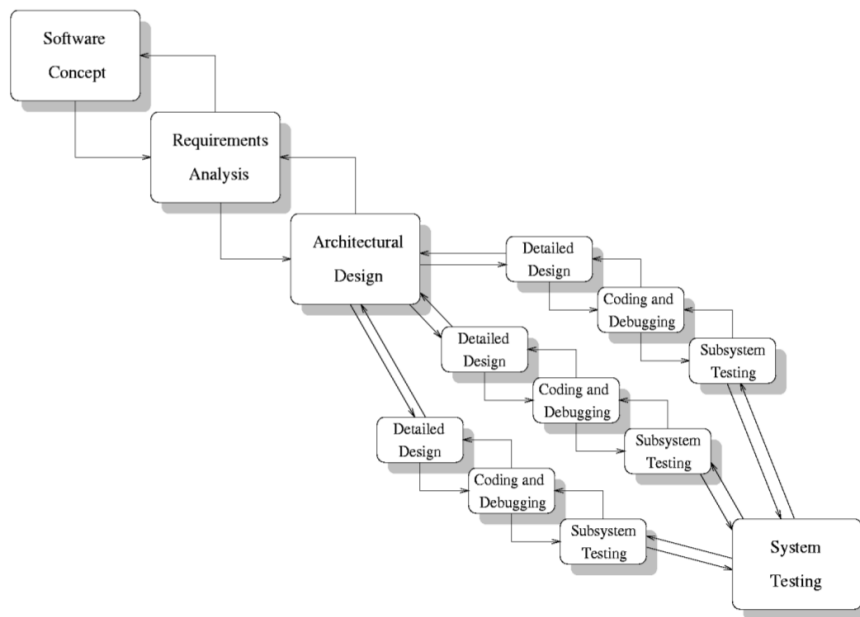 Software
Concept
Requirements
Analysis
Architectural
Design
Detailed
Design
Coding and
Debugging
Subsystem
Testing
Detailed
Design
Coding and
Debugging
Subsystem
Testing
Detailed
Design
Coding and
Debugging
Subsystem
Testing
System
Testing